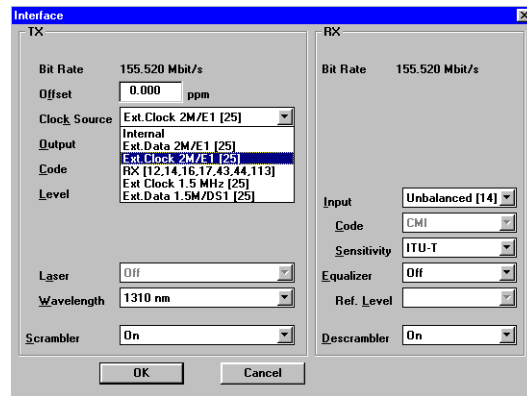 Interface
TX
Bit Rate 155.520 Mbit/s
Offset 0.000 ppm
Clock Source Ext.Clock 2M/E1 [25]
Internal
Ext.Data 2M/E1 [25]
Ext.Clock 2M/E1 [25]
RX [12,14,16,17,43,44,113]
Ext Clock 1.5 MHz [25]
Ext.Data 1.5M/DS1 [25]
Output
Code
Level
Laser Off
Wavelength 1310 nm
Scrambler On
RX
Bit Rate 155.520 Mbit/s
Input Unbalanced [14]
Code CMI
Sensitivity ITU-T
Equalizer Off
Ref. Level
Descrambler On
OK Cancel